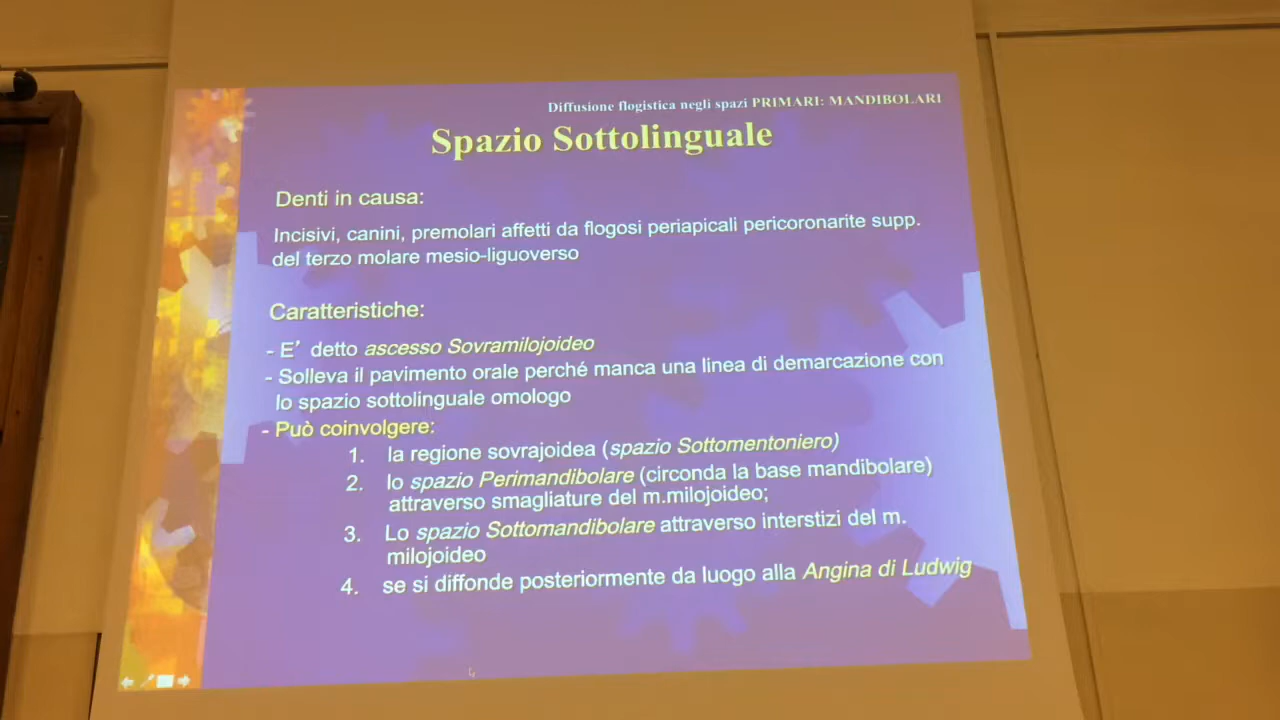 Diffusione flogistica negli spazi PRIMARI: MANDIBOLARI
Spazio Sottolinguale
Denti in causa:
Incisivi, canini, premolari affetti da flogosi periapicali pericoronarite supp.
del terzo molare mesio-liguoverso
Caratteristiche:
- E' detto ascesso Sovramilojoideo
- Solleva il pavimento orale perché manca una linea di demarcazione con
lo spazio sottolinguale omologo
- Può coinvolgere:
1. la regione sovrajoidea (spazio Sottomentoniero)
2. lo spazio Perimandibolare (circonda la base mandibolare)
attraverso smagliature del m.milojoideo;
3. Lo spazio Sottomandibolare attraverso interstizi del m.
milojoideo
4. se si diffonde posteriormente da luogo alla Angina di Ludwig